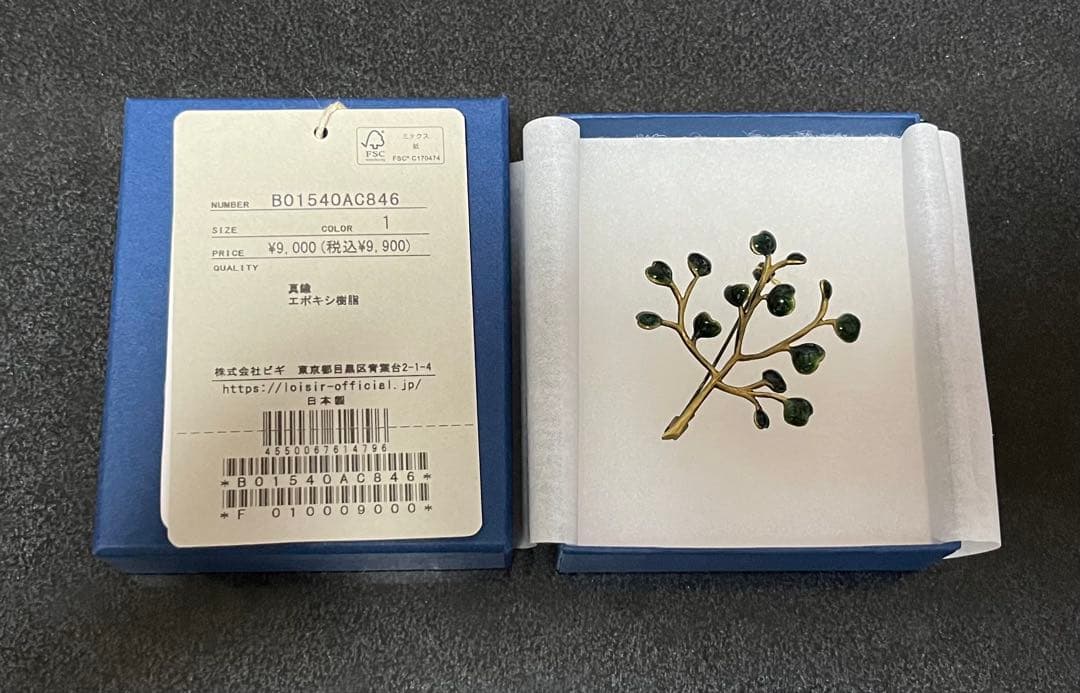 FSC
ミックス
紙
FSC® C170474
NUMBER B01540AC846
SIZE COLOR 1
PRICE ¥9,000(税込¥9,900)
QUALITY
真鍮
エポキシ樹脂
株式会社ビギ 東京都目黒区青葉台2-1-4
https://loisir-official.jp/
日本製
4550067614796
*B01540AC846*
*F 010009000*